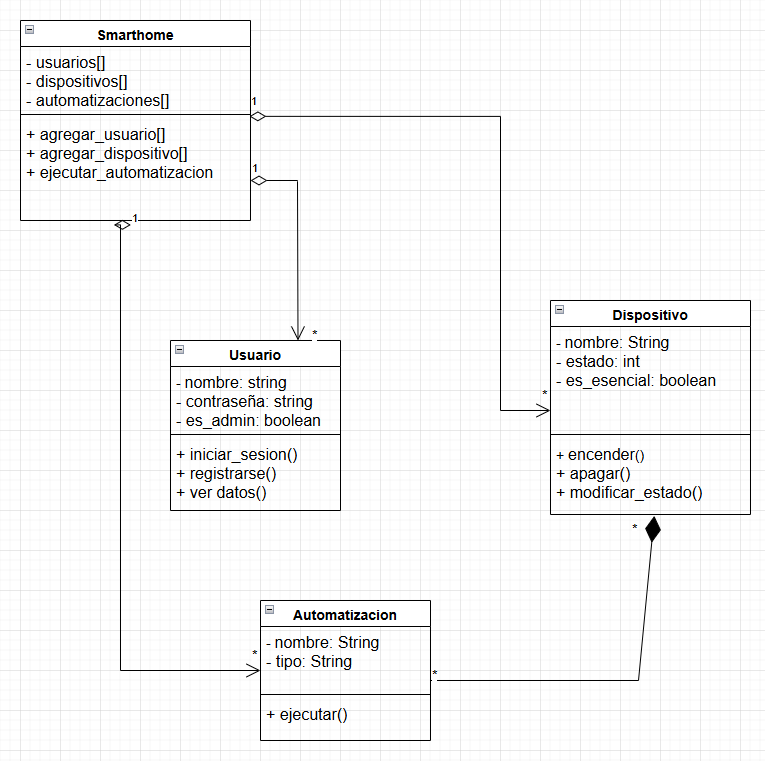 Smarthome
- usuarios[]
- dispositivos[]
- automatizaciones[]
+ agregar_usuario[]
+ agregar_dispositivo[]
+ ejecutar_automatizacion
1
1
1
*
Usuario
- nombre: string
- contraseña: string
- es_admin: boolean
+ iniciar_sesion()
+ registrarse()
+ ver datos()
*
Dispositivo
- nombre: String
- estado: int
- es_esencial: boolean
+ encender()
+ apagar()
+ modificar_estado()
*
*
Automatizacion
- nombre: String
- tipo: String
+ ejecutar()
*